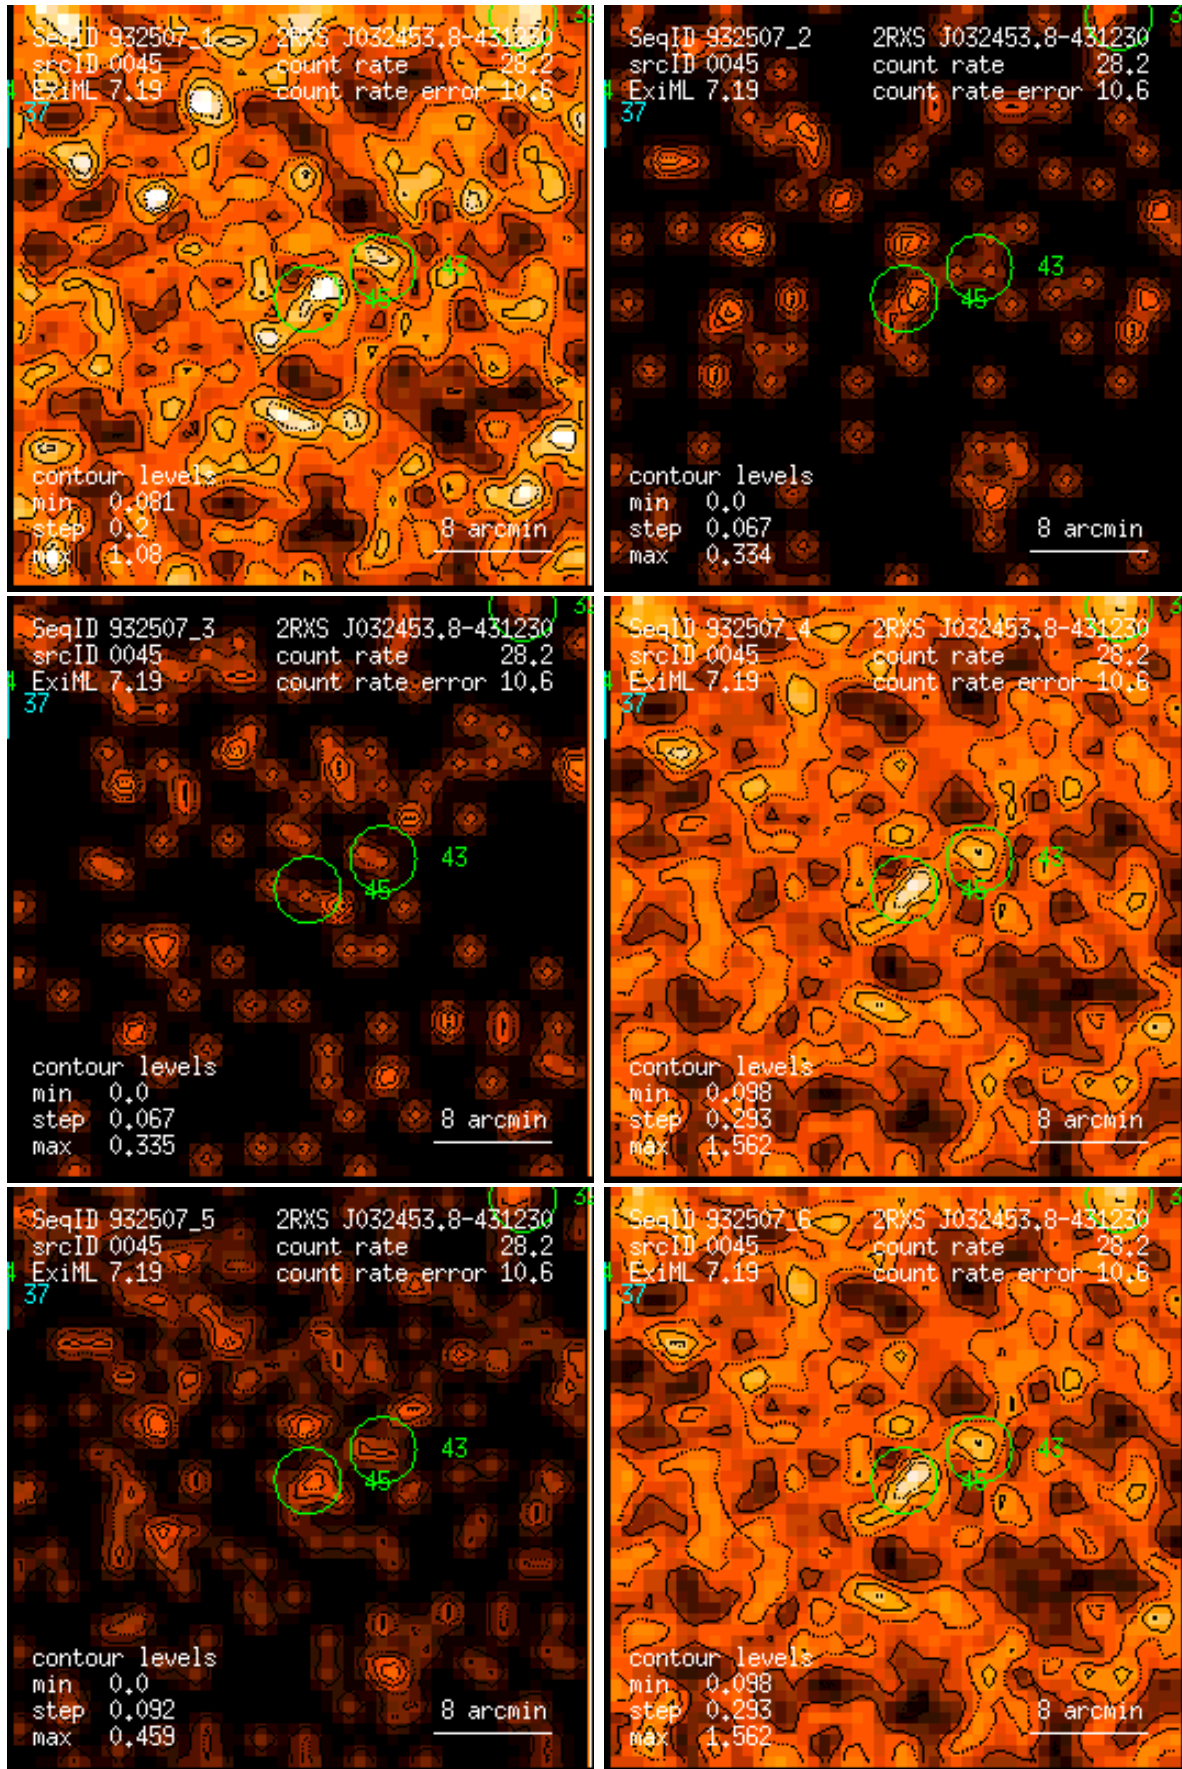 3
SeqID 932507_1 2RXS J032453.8-431230
srcID 0045 count rate 28.2
ExiML 7.19 count rate error 10.6
4
37
43
45
contour levels
min 0.081
step 0.2 8 arcmin
max 1.08
3
SeqID 932507_2 2RXS J032453.8-431230
srcID 0045 count rate 28.2
ExiML 7.19 count rate error 10.6
37
43
45
contour levels
min 0.0
step 0.067 8 arcmin
max 0.334
3
SeqID 932507_3 2RXS J032453.8-431230
srcID 0045 count rate 28.2
ExiML 7.19 count rate error 10.6
4
37
43
45
contour levels
min 0.0
step 0.067 8 arcmin
max 0.335
3
SeqID 932507_4 2RXS J032453.8-431230
srcID 0045 count rate 28.2
ExiML 7.19 count rate error 10.6
37
43
45
contour levels
min 0.098
step 0.293 8 arcmin
max 1.562
3
SeqID 932507_5 2RXS J032453.8-431230
srcID 0045 count rate 28.2
ExiML 7.19 count rate error 10.6
4
37
43
45
contour levels
min 0.0
step 0.092 8 arcmin
max 0.459
3
SeqID 932507_6 2RXS J032453.8-431230
srcID 0045 count rate 28.2
ExiML 7.19 count rate error 10.6
37
43
45
contour levels
min 0.098
step 0.293 8 arcmin
max 1.562